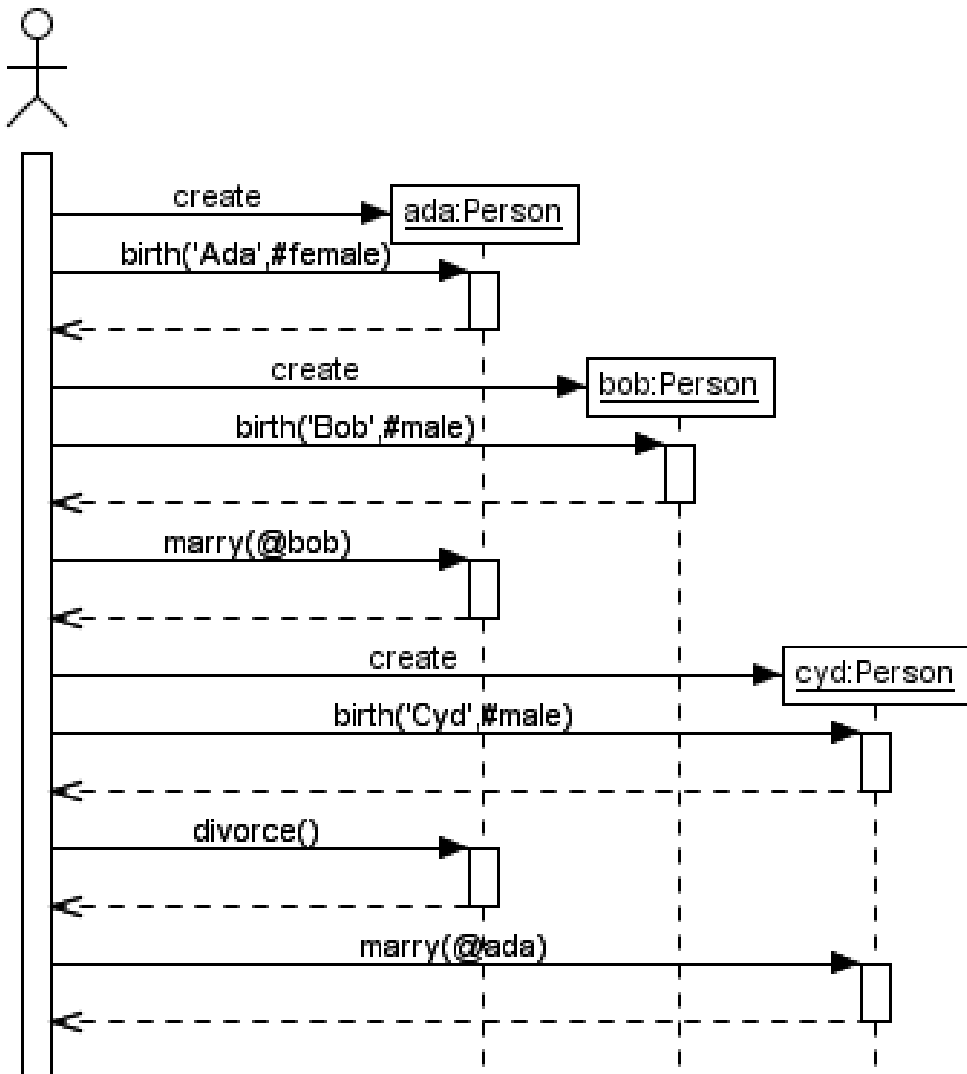 create
ada:Person
birth('Ada',#female)
create
bob:Person
birth('Bob',#male)
marry(@bob)
create
cyd:Person
birth('Cyd',#male)
divorce()
marry(@ada)